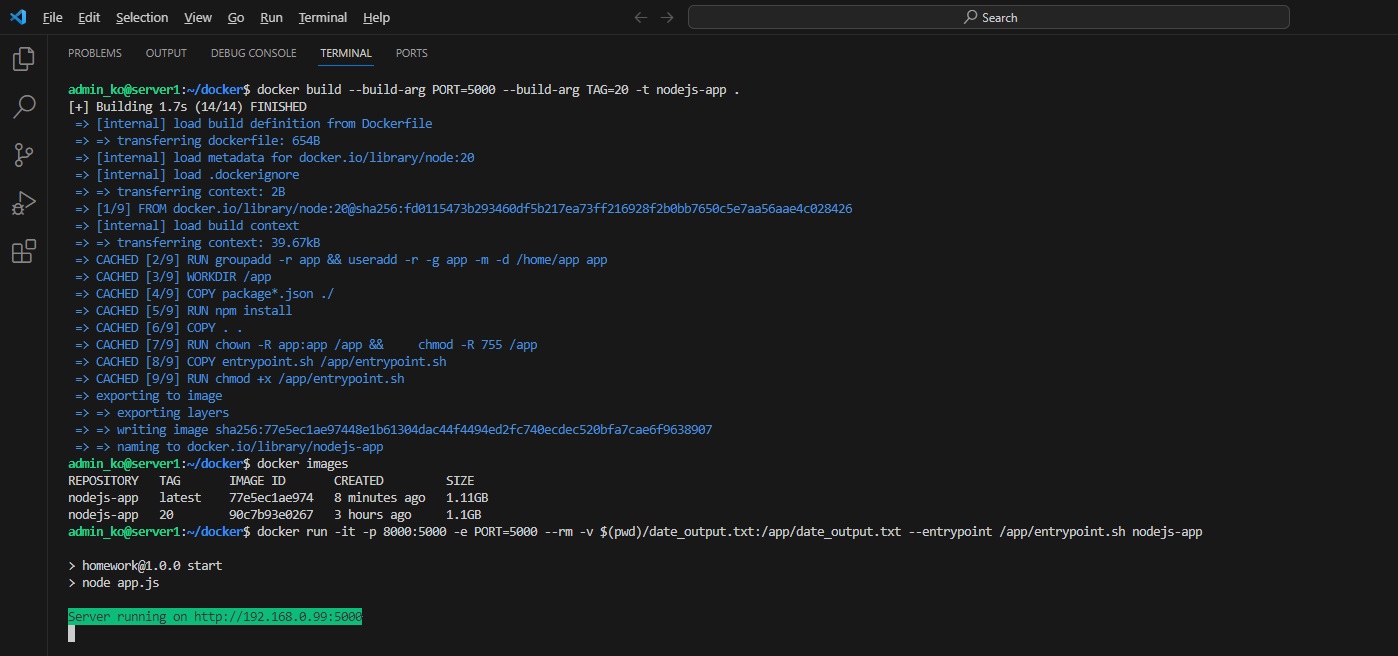 File Edit Selection View Go Run Terminal Help
Search
PROBLEMS OUTPUT DEBUG CONSOLE TERMINAL PORTS
admin_ko@server1:~/docker$ docker build --build-arg PORT=5000 --build-arg TAG=20 -t nodejs-app .
[+] Building 1.7s (14/14) FINISHED
=> [internal] load build definition from Dockerfile
=> => transferring dockerfile: 654B
=> [internal] load metadata for docker.io/library/node:20
=> [internal] load .dockerignore
=> => transferring context: 2B
=> [1/9] FROM docker.io/library/node:20@sha256:fd0115473b293460df5b217ea73ff216928f2b0bb7650c5e7aa56aae4c028426
=> [internal] load build context
=> => transferring context: 39.67kB
=> CACHED [2/9] RUN groupadd -r app && useradd -r -g app -m -d /home/app app
=> CACHED [3/9] WORKDIR /app
=> CACHED [4/9] COPY package*.json ./
=> CACHED [5/9] RUN npm install
=> CACHED [6/9] COPY . .
=> CACHED [7/9] RUN chown -R app:app /app &&     chmod -R 755 /app
=> CACHED [8/9] COPY entrypoint.sh /app/entrypoint.sh
=> CACHED [9/9] RUN chmod +x /app/entrypoint.sh
=> exporting to image
=> => exporting layers
=> => writing image sha256:77e5ec1ae97448e1b61304dac44f4494ed2fc740ecdec520bfa7cae6f9638907
=> => naming to docker.io/library/nodejs-app
admin_ko@server1:~/docker$ docker images
REPOSITORY   TAG       IMAGE ID       CREATED         SIZE
nodejs-app   latest    77e5ec1ae974   8 minutes ago   1.11GB
nodejs-app   20        90c7b93e0267   3 hours ago     1.1GB
admin_ko@server1:~/docker$ docker run -it -p 8000:5000 -e PORT=5000 --rm -v $(pwd)/date_output.txt:/app/date_output.txt --entrypoint /app/entrypoint.sh nodejs-app
> homework@1.0.0 start
> node app.js
Server running on http://192.168.0.99:5000